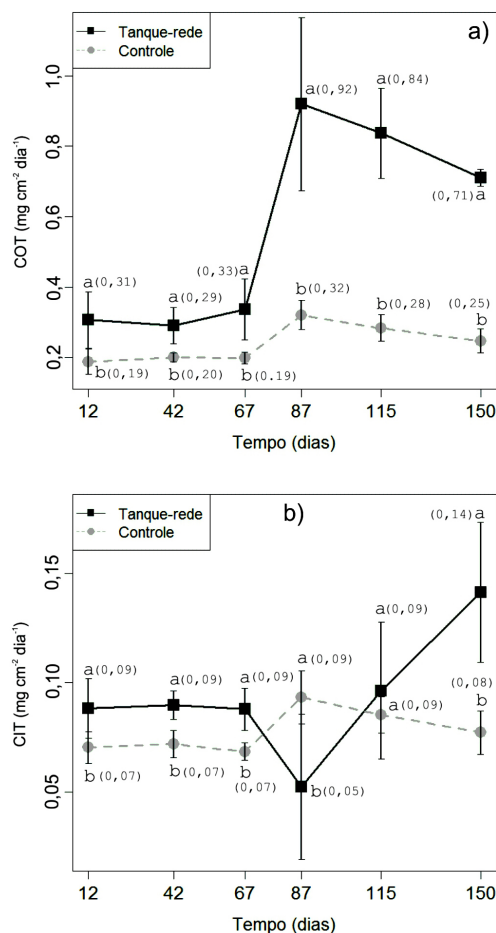 a)
Tanque-rede
Controle
COT (mg cm⁻² dia⁻¹)
1,0
0,8
0,6
0,4
0,2
a(0,92)
a(0,84)
(0,71) a
a(0,31)
a(0,29)
(0,33) a
b(0,32)
b(0,28)
(0,25)
b
b(0,19)
b(0,20)
b(0.19)
12 42 67 87 115 150
Tempo (dias)
b)
Tanque-rede
Controle
CIT (mg cm⁻² dia⁻¹)
0,15
0,10
0,05
(0,14) a
a(0,09)
a(0,09)
a(0,09)
a(0,09)
a(0,09)
a(0,09)
(0,08)
b
b(0,07)
b(0,07)
b
(0,07)
b(0,05)
12 42 67 87 115 150
Tempo (dias)